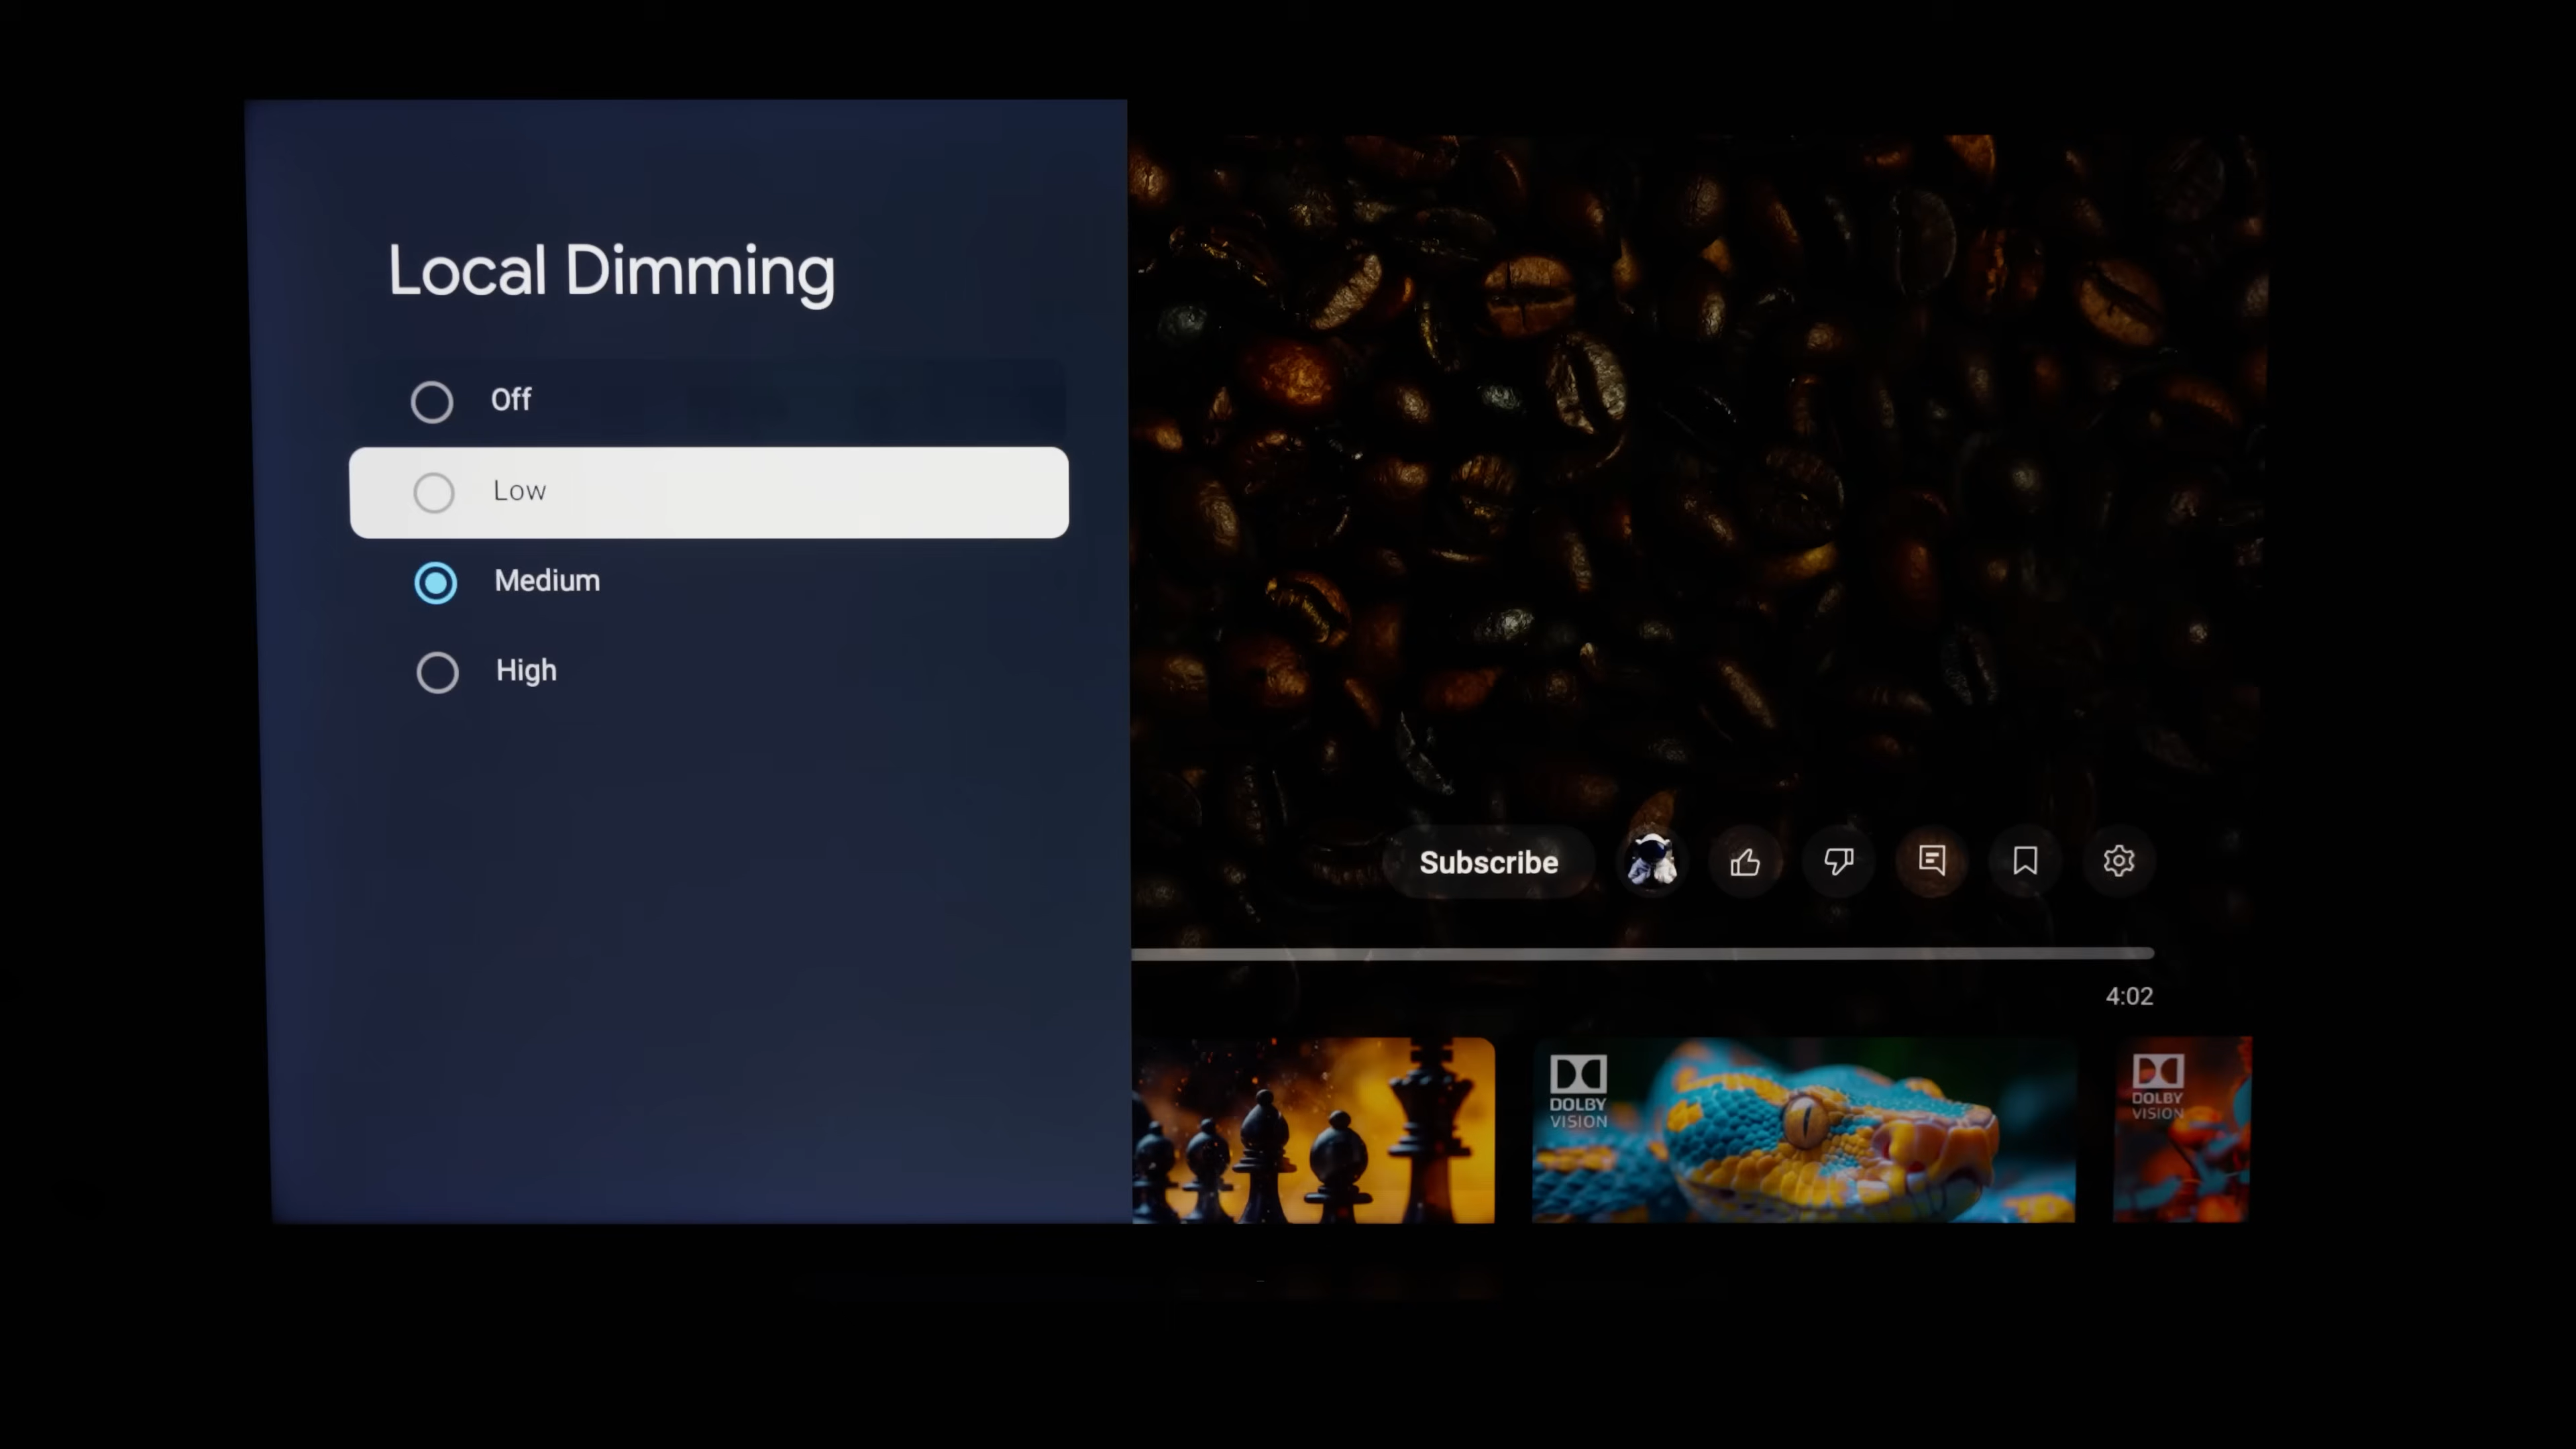 Local Dimming
Off
Low
Medium
High
Subscribe
4:02
DOLBY
VISION
DOLBY
VISION